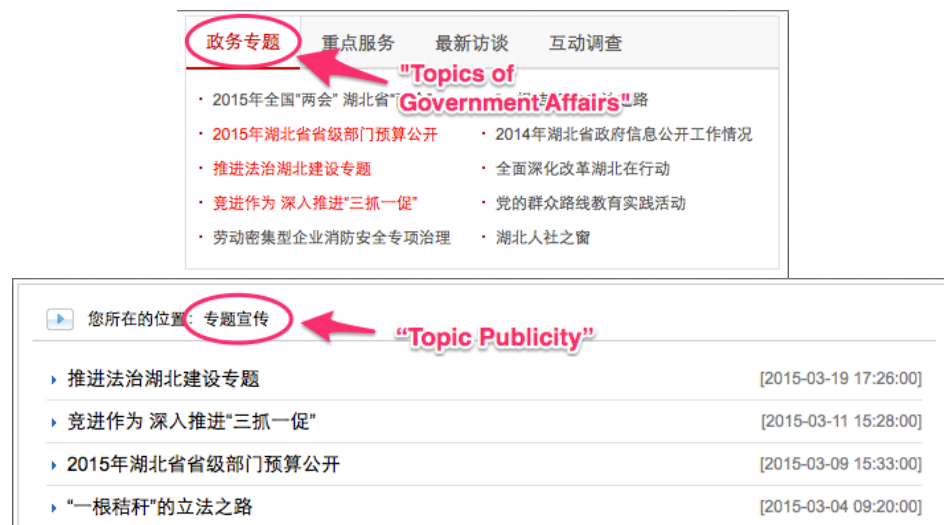 政务专题 重点服务 最新访谈 互动调查
"Topics of
Government Affairs"
2015年全国"两会" 湖北省"
之路
2015年湖北省省级部门预算公开
2014年湖北省政府信息公开工作情况
推进法治湖北建设专题
全面深化改革湖北在行动
竞进作为 深入推进"三抓一促"
党的群众路线教育实践活动
劳动密集型企业消防安全专项治理
湖北人社之窗
您所在的位置: 专题宣传
“Topic Publicity”
推进法治湖北建设专题 [2015-03-19 17:26:00]
竞进作为 深入推进“三抓一促” [2015-03-11 15:28:00]
2015年湖北省省级部门预算公开 [2015-03-09 15:33:00]
“一根秸秆”的立法之路 [2015-03-04 09:20:00]